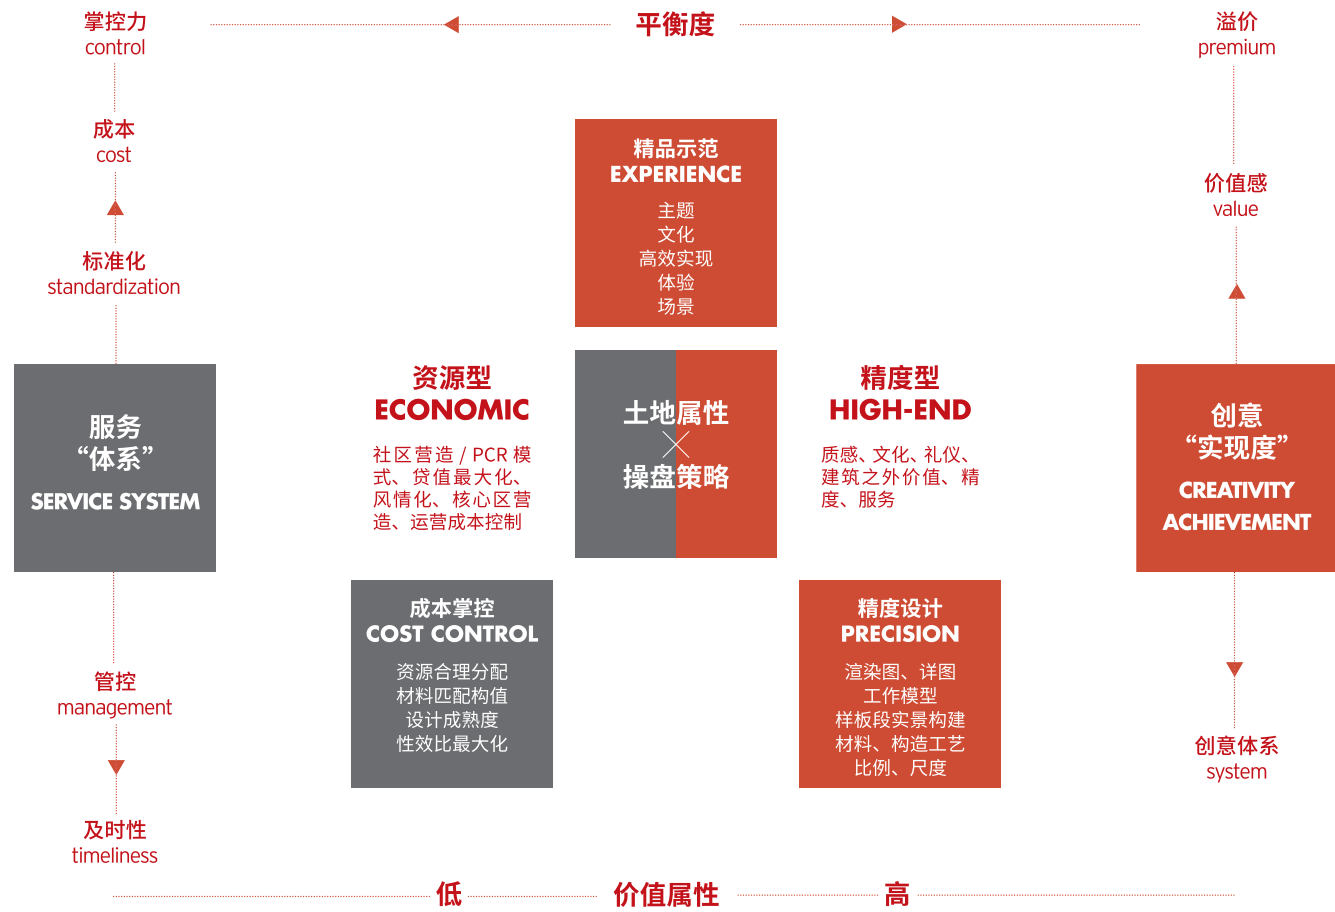 掌控力
control
平衡度
溢价
premium
成本
cost
价值感
value
标准化
standardization
精品示范
EXPERIENCE
主题
文化
高效实现
体验
场景
服务
“体系”
SERVICE SYSTEM
资源型
ECONOMIC
社区营造 / PCR 模
式、贷值最大化、
风情化、核心区营
造、运营成本控制
土地属性
操盘策略
精度型
HIGH-END
质感、文化、礼仪、
建筑之外价值、精
度、服务
创意
“实现度”
CREATIVITY
ACHIEVEMENT
成本掌控
COST CONTROL
资源合理分配
材料匹配构值
设计成熟度
性效比最大化
精度设计
PRECISION
渲染图、详图
工作模型
样板段实景构建
材料、构造工艺
比例、尺度
管控
management
及时性
timeliness
创意体系
system
低
价值属性
高